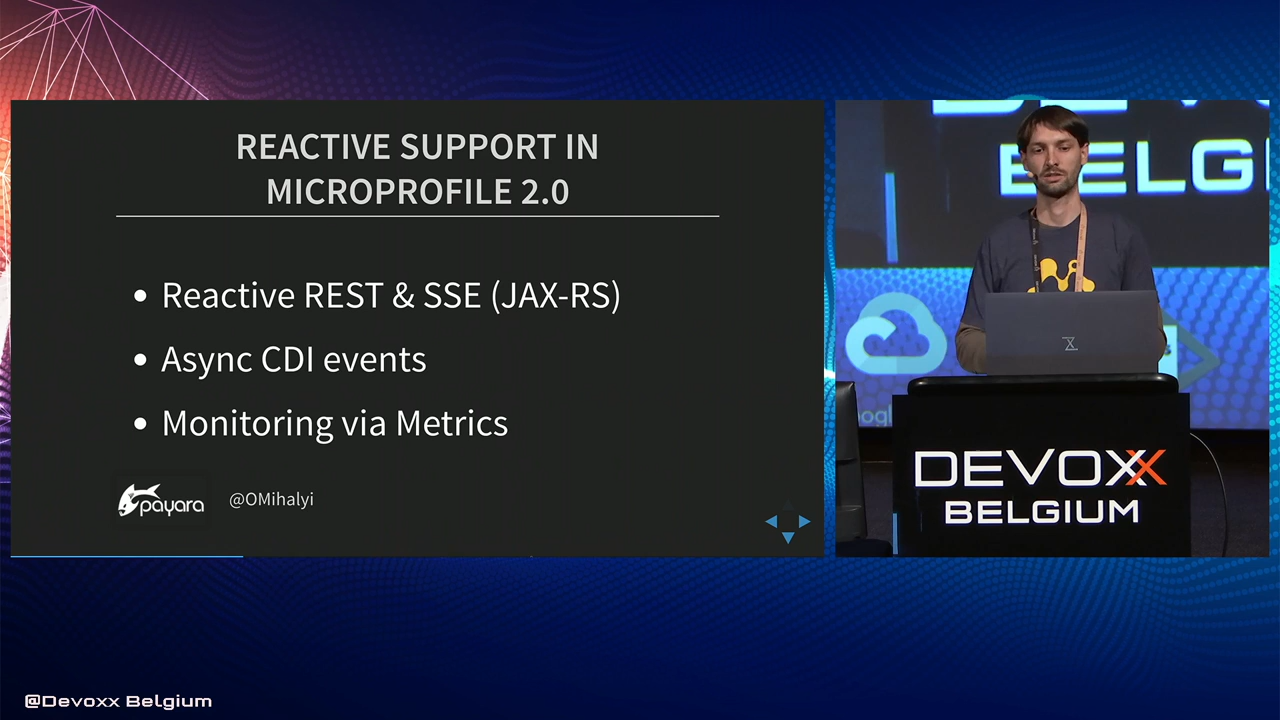 REACTIVE SUPPORT IN
MICROPROFILE 2.0
• Reactive REST & SSE (JAX-RS)
• Async CDI events
• Monitoring via Metrics
payara
@OMihalyi
BELGI
DEVOXX
BELGIUM
@Devoxx Belgium